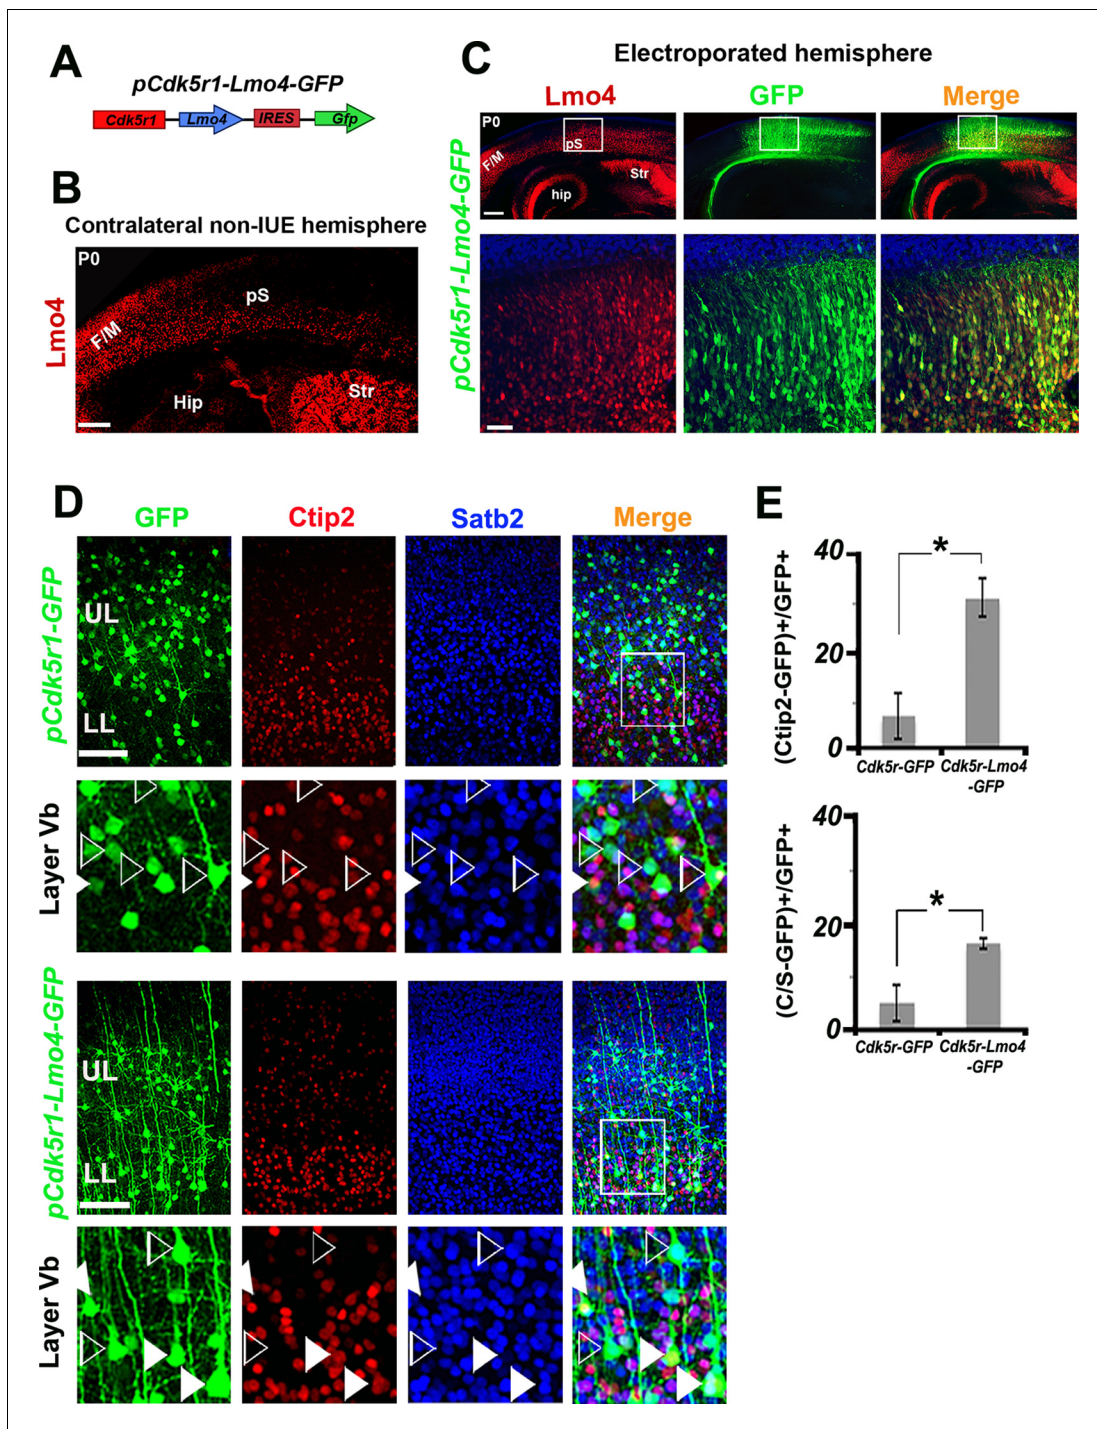 A
pCdk5r1-Lmo4-GFP
Cdk5r1 Lmo4 IRES Gfp
B
Contralateral non-IUE hemisphere
P0
pS
F/M
Hip
Str
Lmo4
C
Electroporated hemisphere
Lmo4 GFP Merge
P0
pS
F/M
Str
hip
pCdk5r1-Lmo4-GFP
D
GFP Ctip2 Satb2 Merge
pCdk5r1-GFP
UL
LL
Layer Vb
pCdk5r1-Lmo4-GFP
UL
LL
Layer Vb
E
(Ctip2-GFP)+/GFP+
40
20
0
*
Cdk5r-GFP Cdk5r-Lmo4
-GFP
(C/S-GFP)+/GFP+
40
20
0
*
Cdk5r-GFP Cdk5r-Lmo4
-GFP